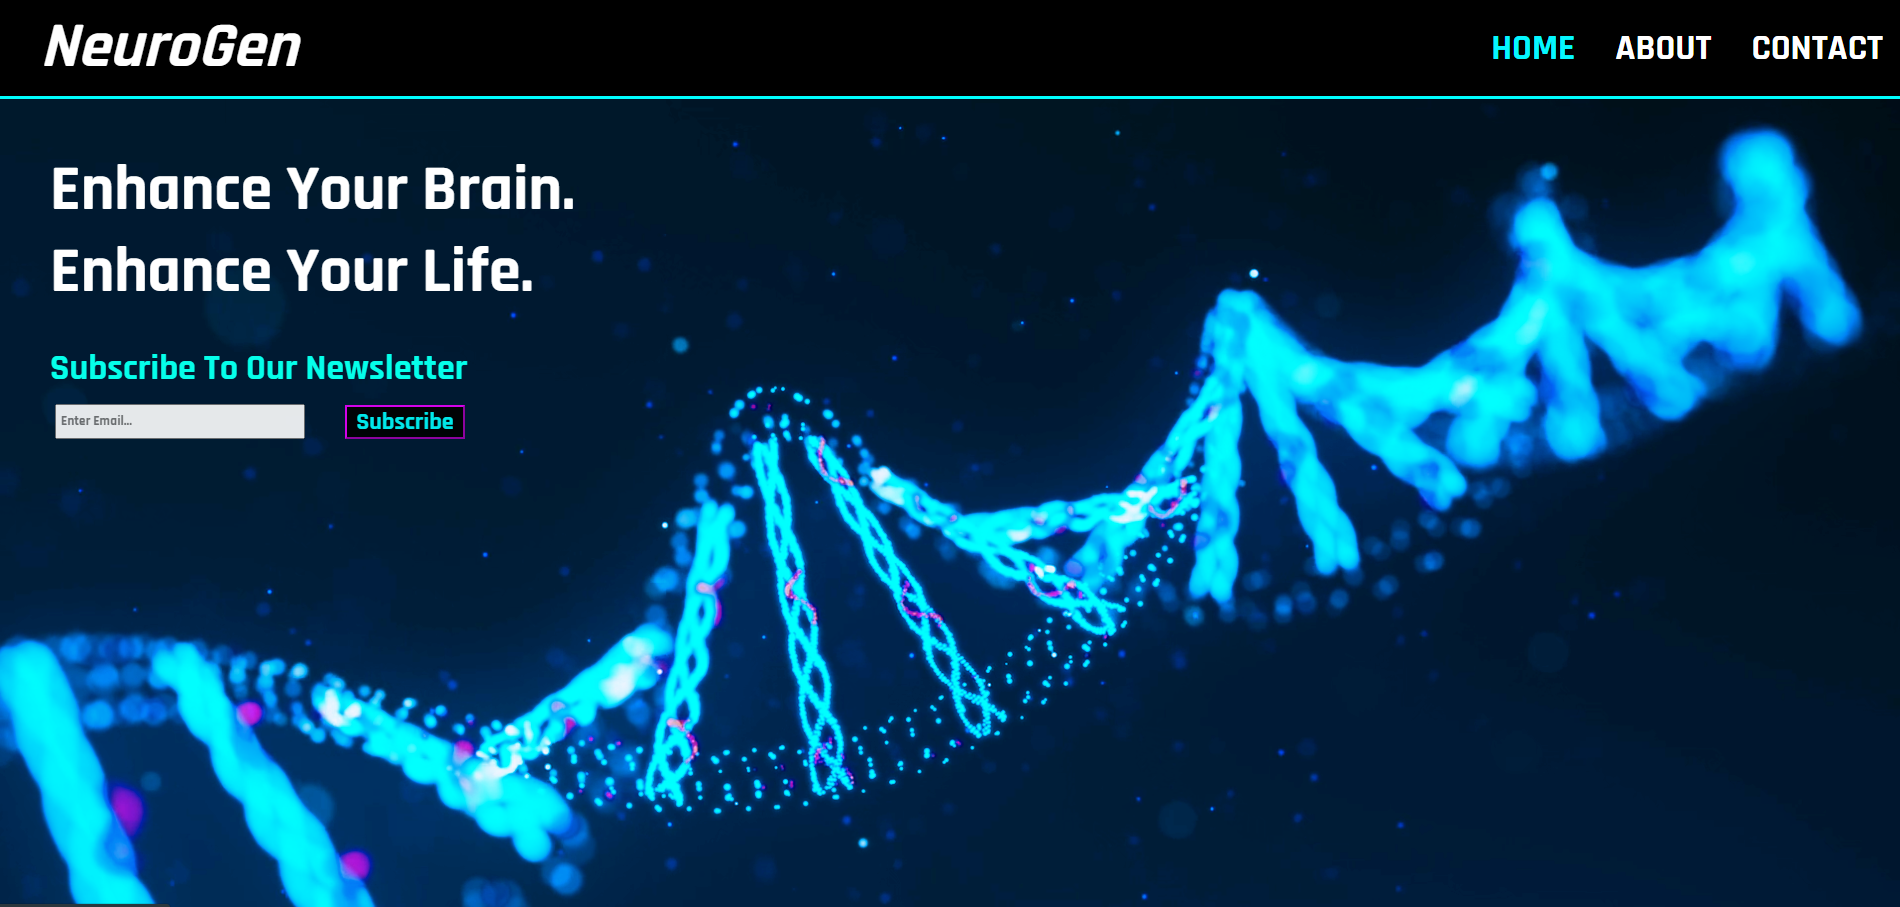 NeuroGen
HOME ABOUT CONTACT
Enhance Your Brain.
Enhance Your Life.
Subscribe To Our Newsletter
Enter Email...
Subscribe